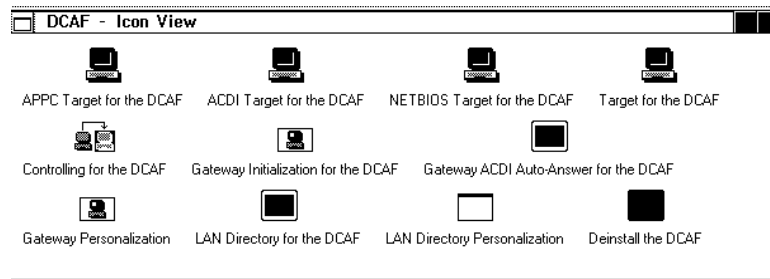 DCAF - Icon View
APPC Target for the DCAF ACDI Target for the DCAF NETBIOS Target for the DCAF Target for the DCAF
Controlling for the DCAF Gateway Initialization for the DCAF Gateway ACDI Auto-Answer for the DCAF
Gateway Personalization LAN Directory for the DCAF LAN Directory Personalization Deinstall the DCAF